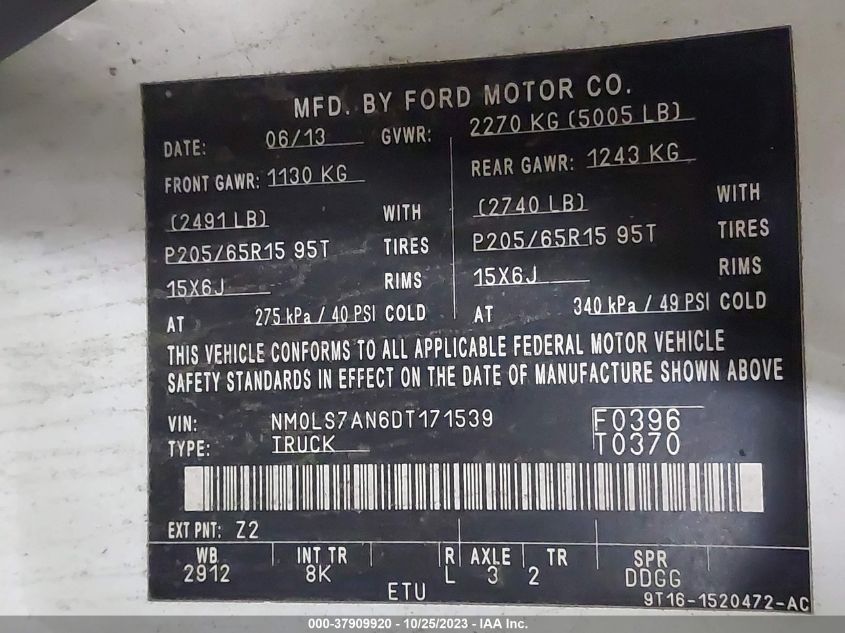 MFD. BY FORD MOTOR CO.
DATE: 06/13 GVWR: 2270 KG (5005 LB)
FRONT GAWR: 1130 KG REAR GAWR: 1243 KG
(2491 LB) WITH (2740 LB) WITH
P205/65R15 95T TIRES P205/65R15 95T TIRES
15X6J RIMS 15X6J RIMS
AT 275 kPa / 40 PSI COLD AT 340 kPa / 49 PSI COLD
THIS VEHICLE CONFORMS TO ALL APPLICABLE FEDERAL MOTOR VEHICLE
SAFETY STANDARDS IN EFFECT ON THE DATE OF MANUFACTURE SHOWN ABOVE
VIN: NM0LS7AN6DT171539 F0396
TYPE: TRUCK T0370
EXT PNT: Z2
WB INT TR R AXLE TR SPR
2912 8K L 3 2 DDGG
ETU 9T16-1520472-AC
000-37909920 - 10/25/2023 - IAA Inc.